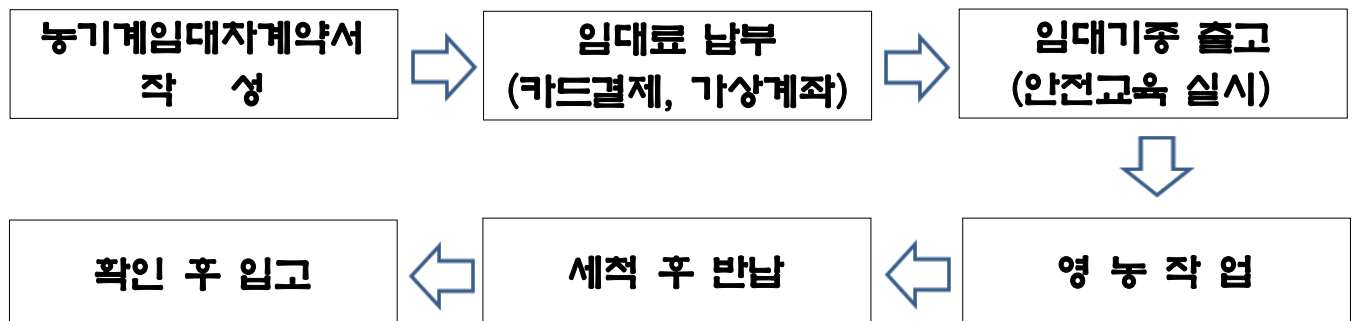 농기계임대차계약서
작 성
임대료 납부
(카드결제, 가상계좌)
임대기종 출고
(안전교육 실시)
영 농 작 업
세척 후 반납
확인 후 입고